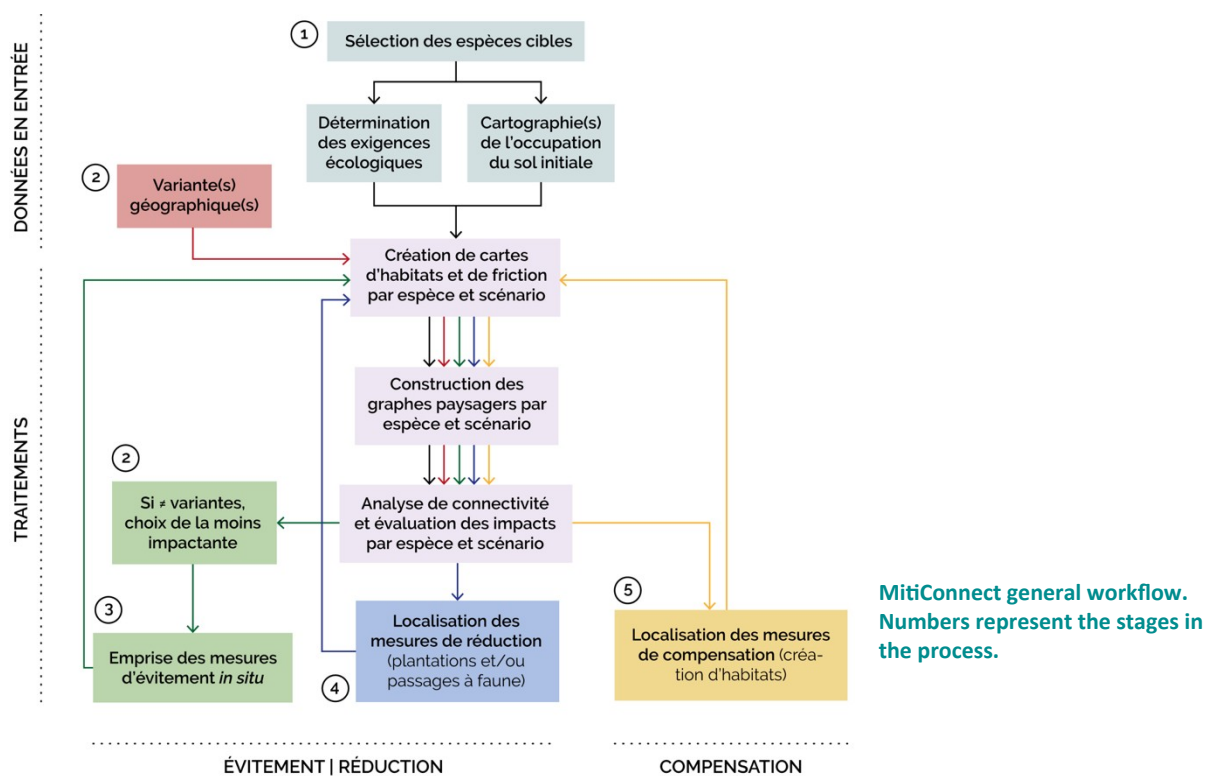 DONNÉES EN ENTRÉE
1
Sélection des espèces cibles
Détermination
des exigences
écologiques
Cartographie(s)
de l'occupation
du sol initiale
2
Variante(s)
géographique(s)
Création de cartes
d'habitats et de friction
par espèce et scénario
TRAITEMENTS
Construction des
graphes paysagers par
espèce et scénario
2
Si ≠ variantes,
choix de la moins
impactante
Analyse de connectivité
et évaluation des impacts
par espèce et scénario
3
Emprise des mesures
d'évitement in situ
4
Localisation des
mesures de réduction
(plantations et/ou
passages à faune)
5
Localisation des mesures
de compensation (créa-
tion d'habitats)
MitiConnect general workflow.
Numbers represent the stages in
the process.
ÉVITEMENT | RÉDUCTION
COMPENSATION